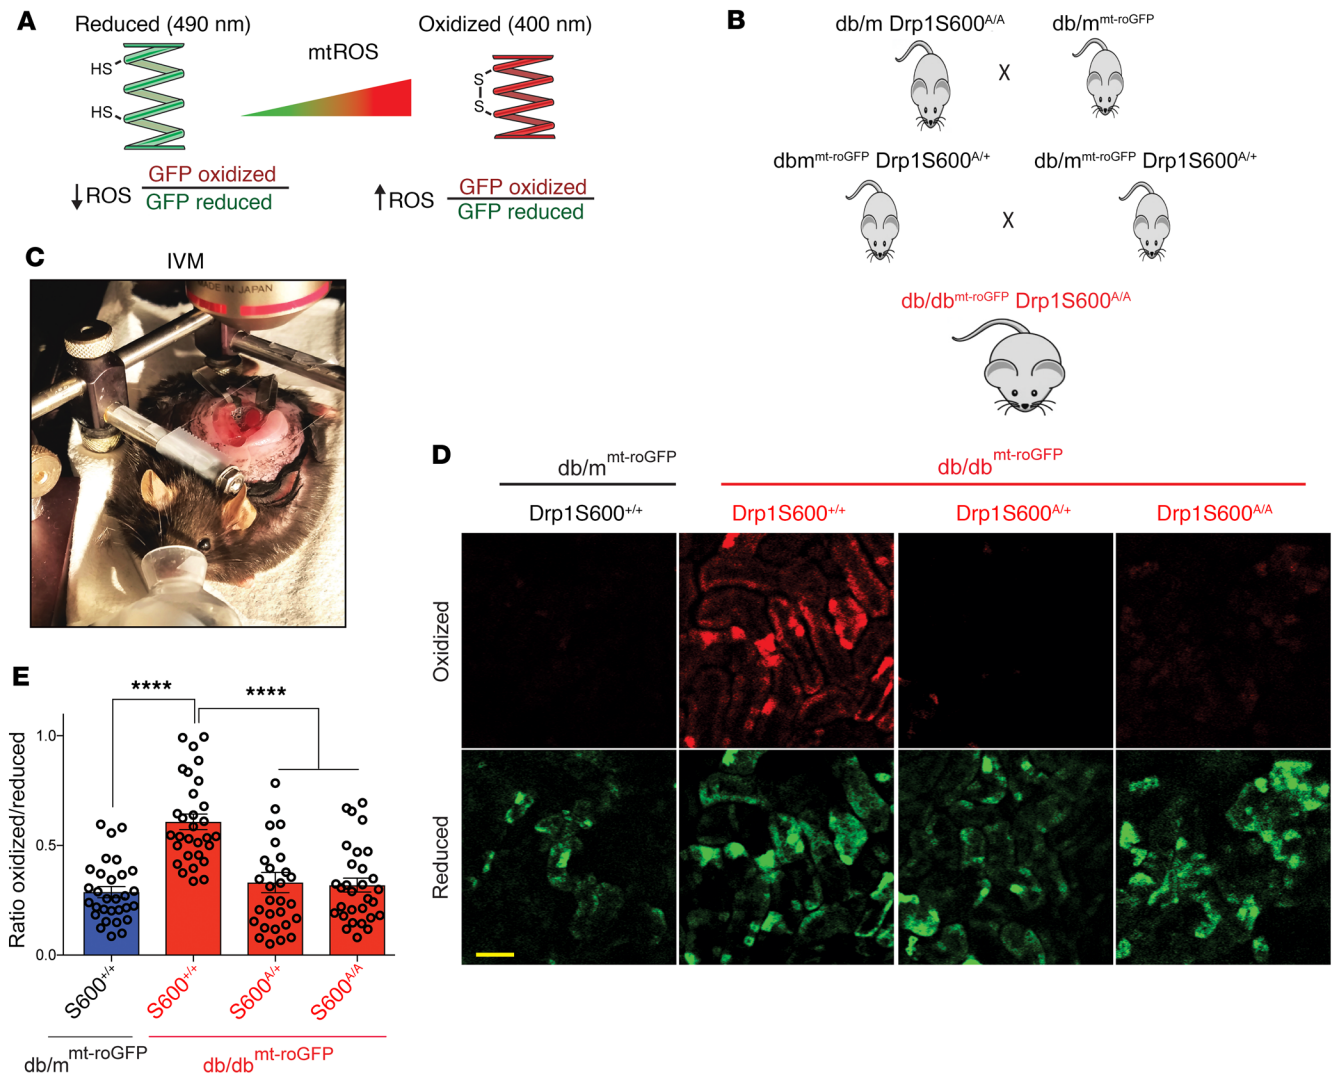 A
Reduced (490 nm)
Oxidized (400 nm)
mtROS
HS
HS
S
S
↓ROS
GFP oxidized
GFP reduced
↑ROS
GFP oxidized
GFP reduced
B
db/m Drp1S600A/A
db/mmt-roGFP
X
dbmmt-roGFP Drp1S600A/+
db/mmt-roGFP Drp1S600A/+
X
db/dbmt-roGFP Drp1S600A/A
C
IVM
MADE IN JAPAN
D
db/mmt-roGFP
db/dbmt-roGFP
Drp1S600+/+
Drp1S600+/+
Drp1S600A/+
Drp1S600A/A
Oxidized
Reduced
E
****
****
Ratio oxidized/reduced
1.0
0.5
0.0
S600+/+
S600+/+
S600A/+
S600A/A
db/mmt-roGFP
db/dbmt-roGFP